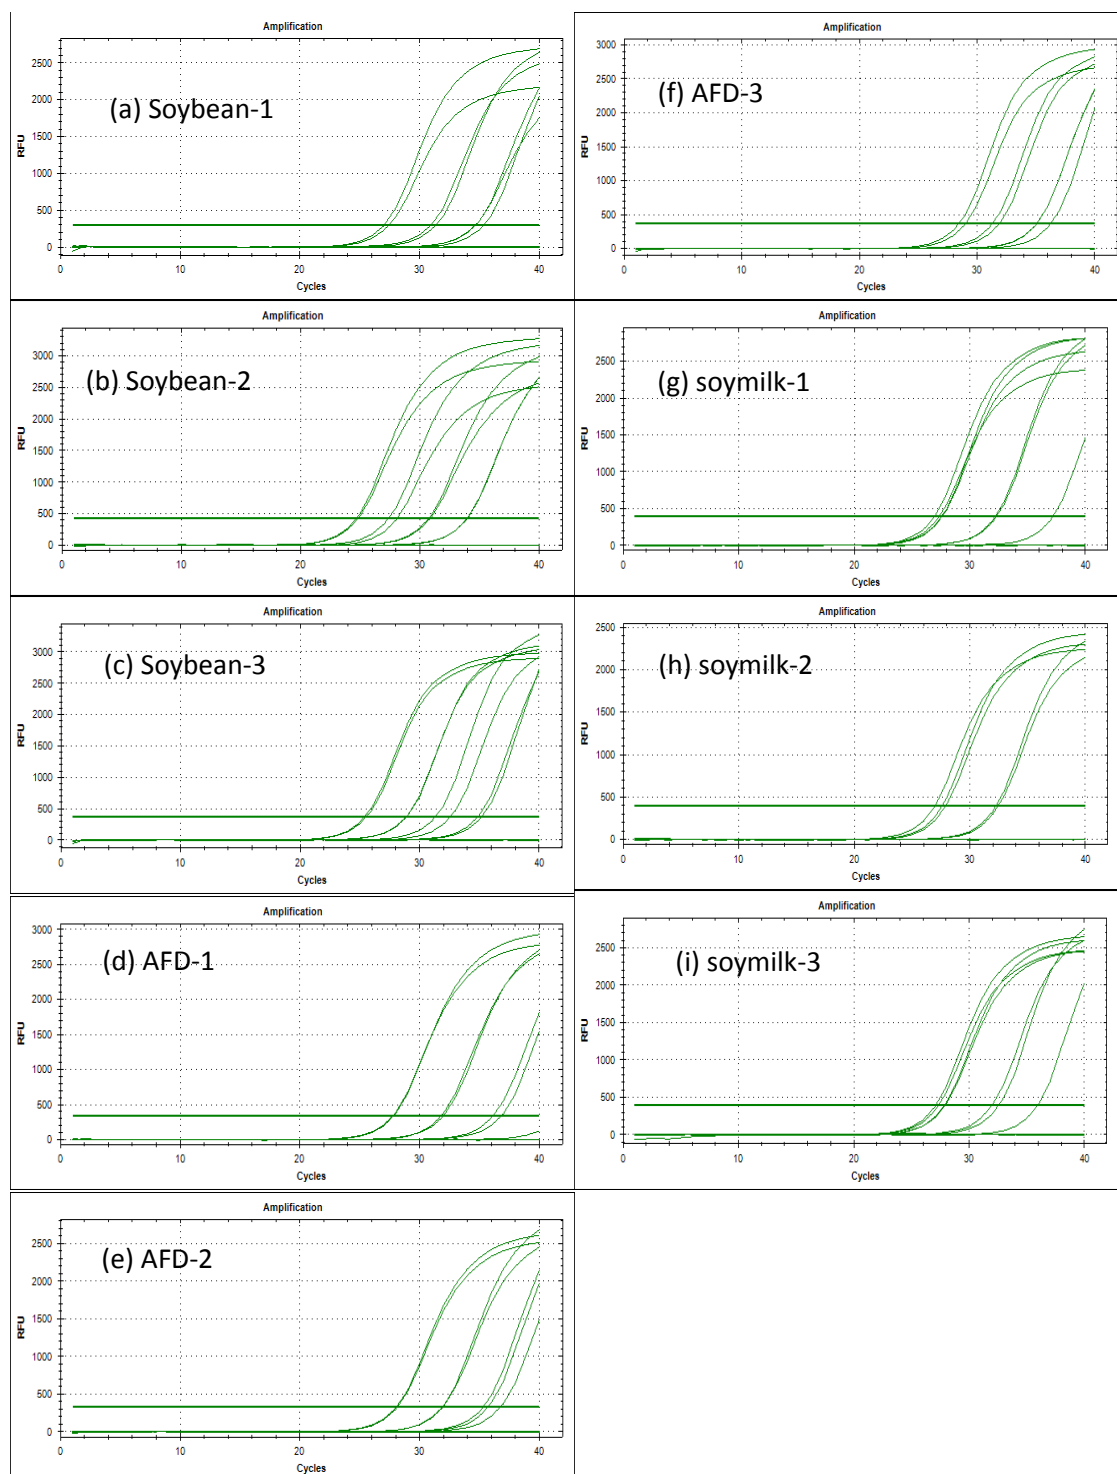 Amplification
2500
2000
1500
1000
500
0
RFU
(a) Soybean-1
0 10 20 30 40
Cycles
Amplification
3000
2500
2000
1500
1000
500
0
RFU
(f) AFD-3
0 10 20 30 40
Cycles
Amplification
3000
2500
2000
1500
1000
500
0
RFU
(b) Soybean-2
0 10 20 30 40
Cycles
Amplification
2500
2000
1500
1000
500
0
RFU
(g) soymilk-1
0 10 20 30 40
Cycles
Amplification
3000
2500
2000
1500
1000
500
0
RFU
(c) Soybean-3
0 10 20 30 40
Cycles
Amplification
2500
2000
1500
1000
500
0
RFU
(h) soymilk-2
0 10 20 30 40
Cycles
Amplification
3000
2500
2000
1500
1000
500
0
RFU
(d) AFD-1
0 10 20 30 40
Cycles
Amplification
2500
2000
1500
1000
500
0
RFU
(i) soymilk-3
0 10 20 30 40
Cycles
Amplification
2500
2000
1500
1000
500
0
RFU
(e) AFD-2
0 10 20 30 40
Cycles